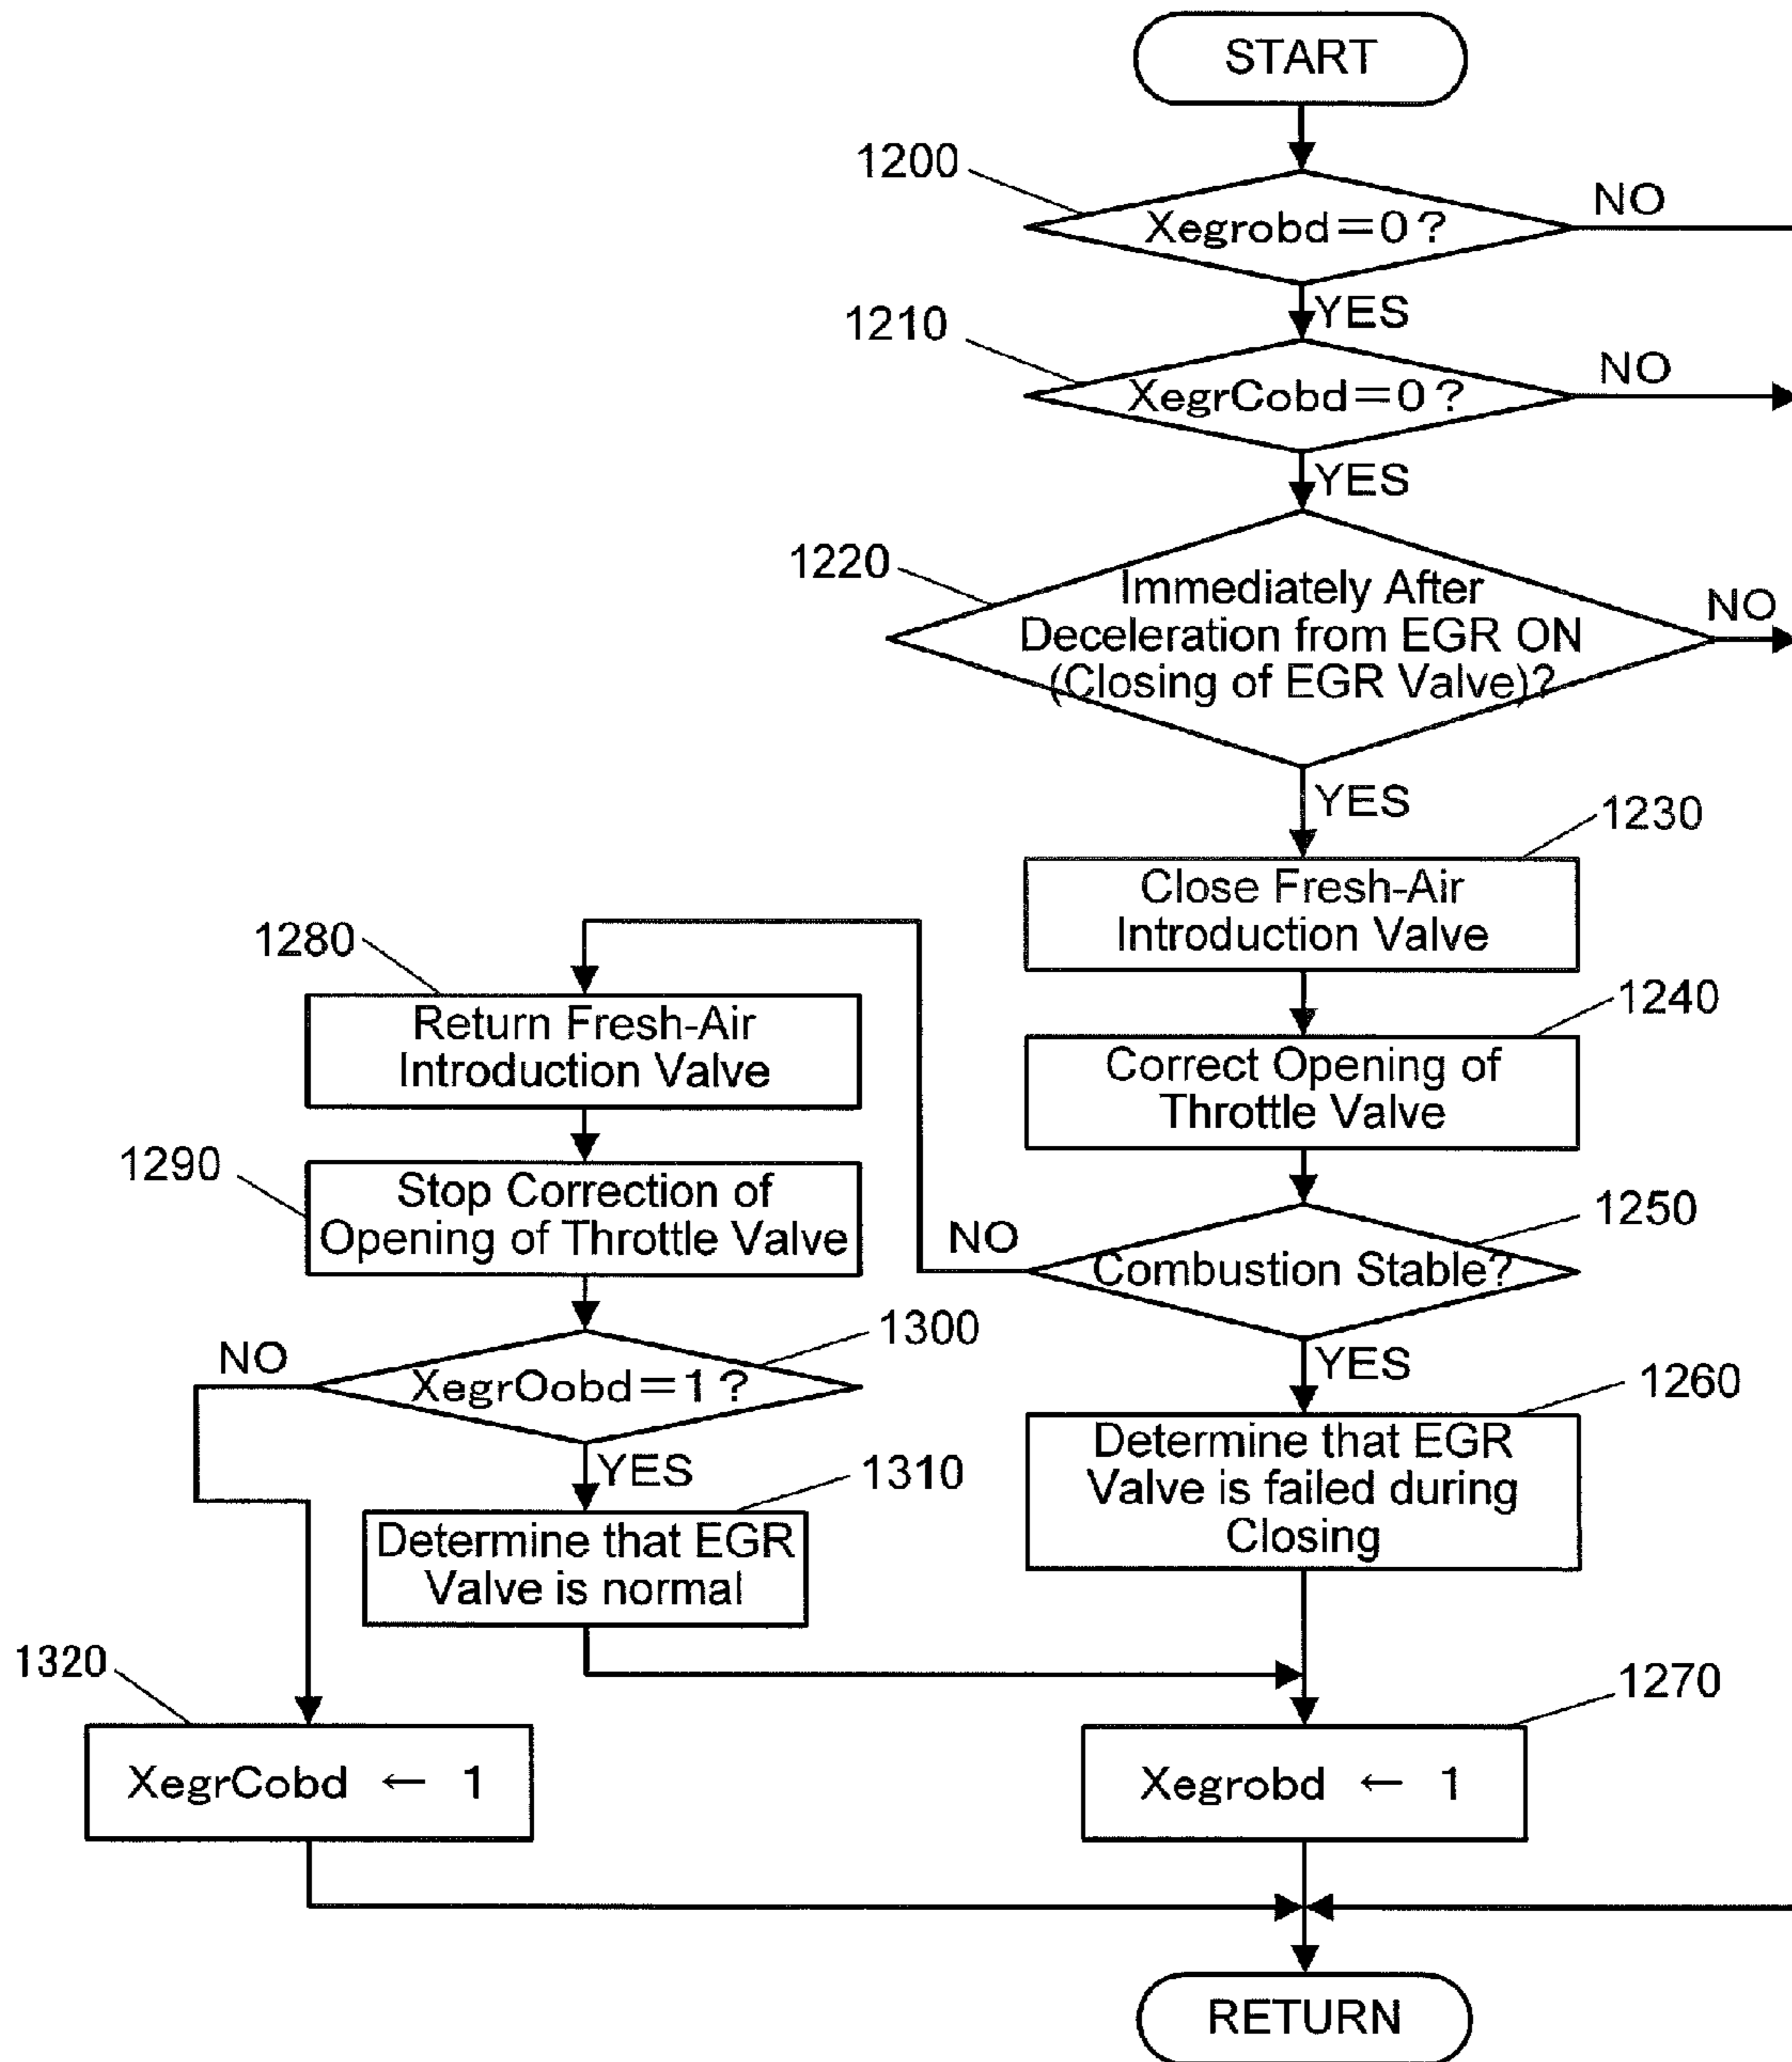 START
1200
Xegrobd=0?
NO
YES
1210
XegrCobd=0?
NO
YES
1220
Immediately After
Deceleration from EGR ON
(Closing of EGR Valve)?
NO
YES
1230
Close Fresh-Air
Introduction Valve
1280
Return Fresh-Air
Introduction Valve
1240
Correct Opening of
Throttle Valve
1290
Stop Correction of
Opening of Throttle Valve
1250
Combustion Stable?
NO
YES
1300
XegrOobd=1?
NO
YES
1260
Determine that EGR
Valve is failed during
Closing
1310
Determine that EGR
Valve is normal
1320
XegrCobd ← 1
1270
Xegrobd ← 1
RETURN